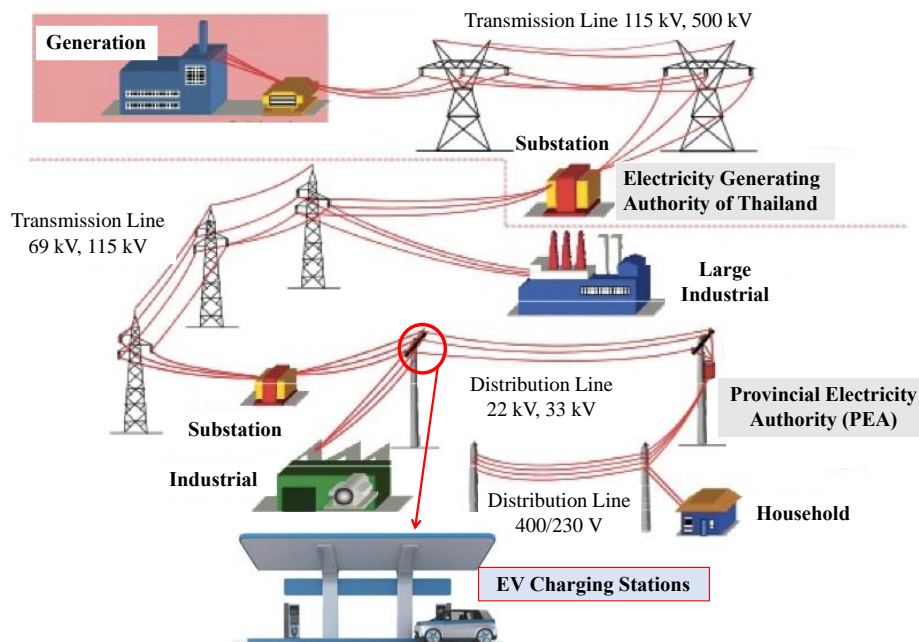 Transmission Line 115 kV, 500 kV
Generation
Substation
Electricity Generating
Authority of Thailand
Transmission Line
69 kV, 115 kV
Large
Industrial
Distribution Line
22 kV, 33 kV
Provincial Electricity
Authority (PEA)
Substation
Industrial
Distribution Line
400/230 V
Household
EV Charging Stations